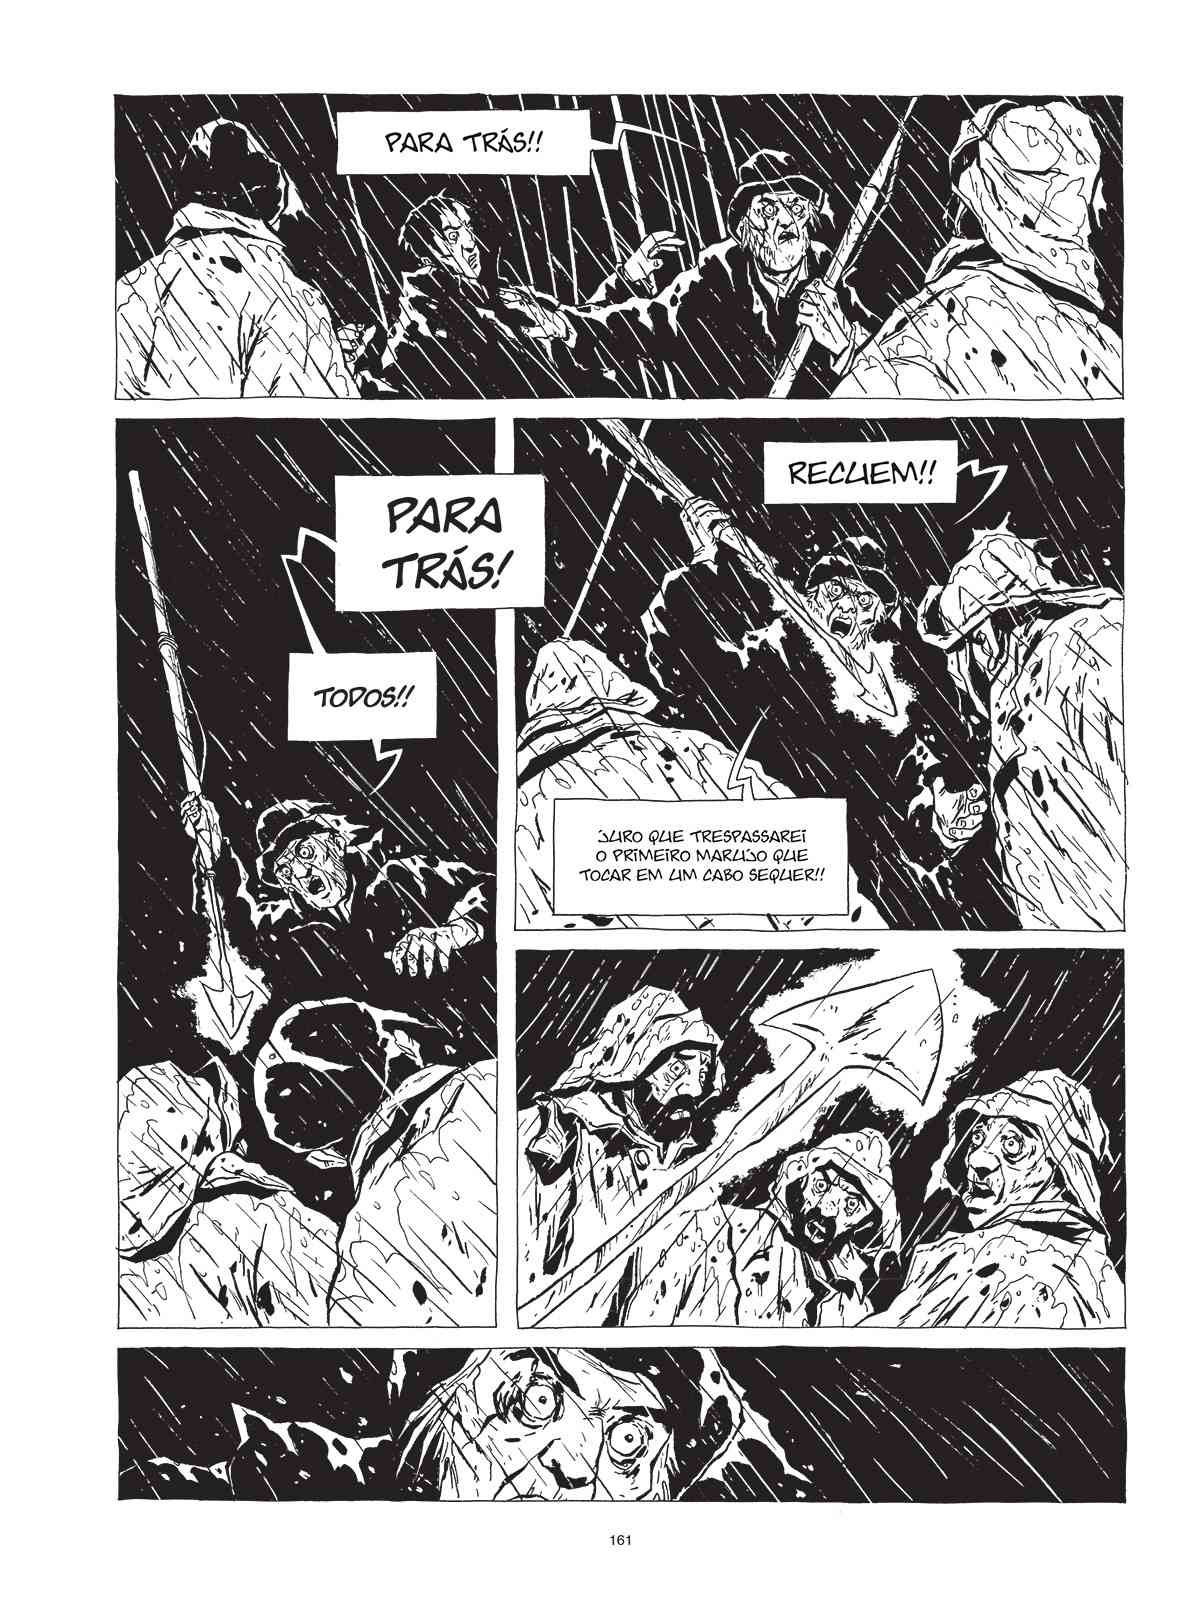 PARA TRÁS!!
PARA
TRÁS!
TODOS!!
RECUEM!!
JURO QUE TRESPASSAREI
O PRIMEIRO MARUJO QUE
TOCAR EM UM CABO SEQUER!!
161